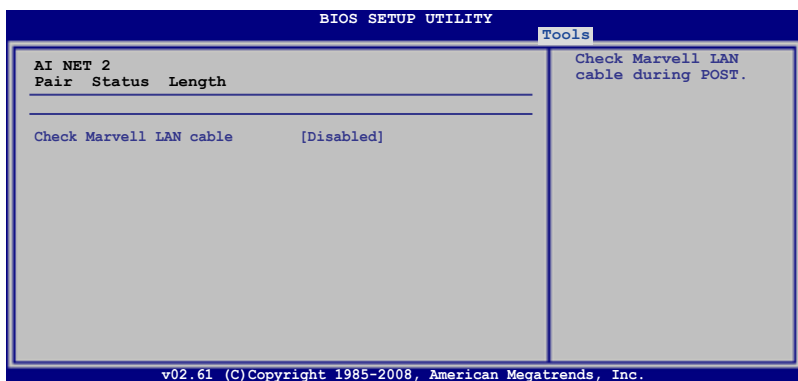 BIOS SETUP UTILITY
Tools
AI NET 2
Pair Status Length
Check Marvell LAN cable [Disabled]
Check Marvell LAN
cable during POST.
v02.61 (C)Copyright 1985-2008, American Megatrends, Inc.